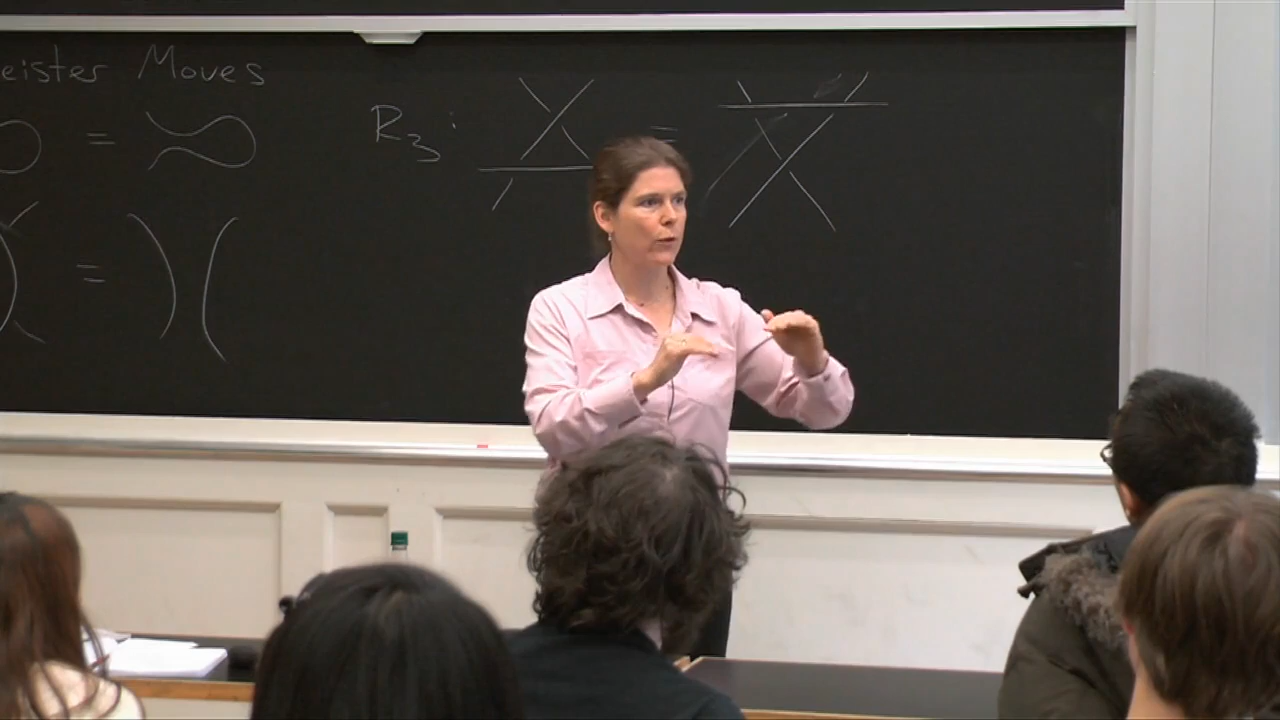 eister Moves
R3:
=
=
=